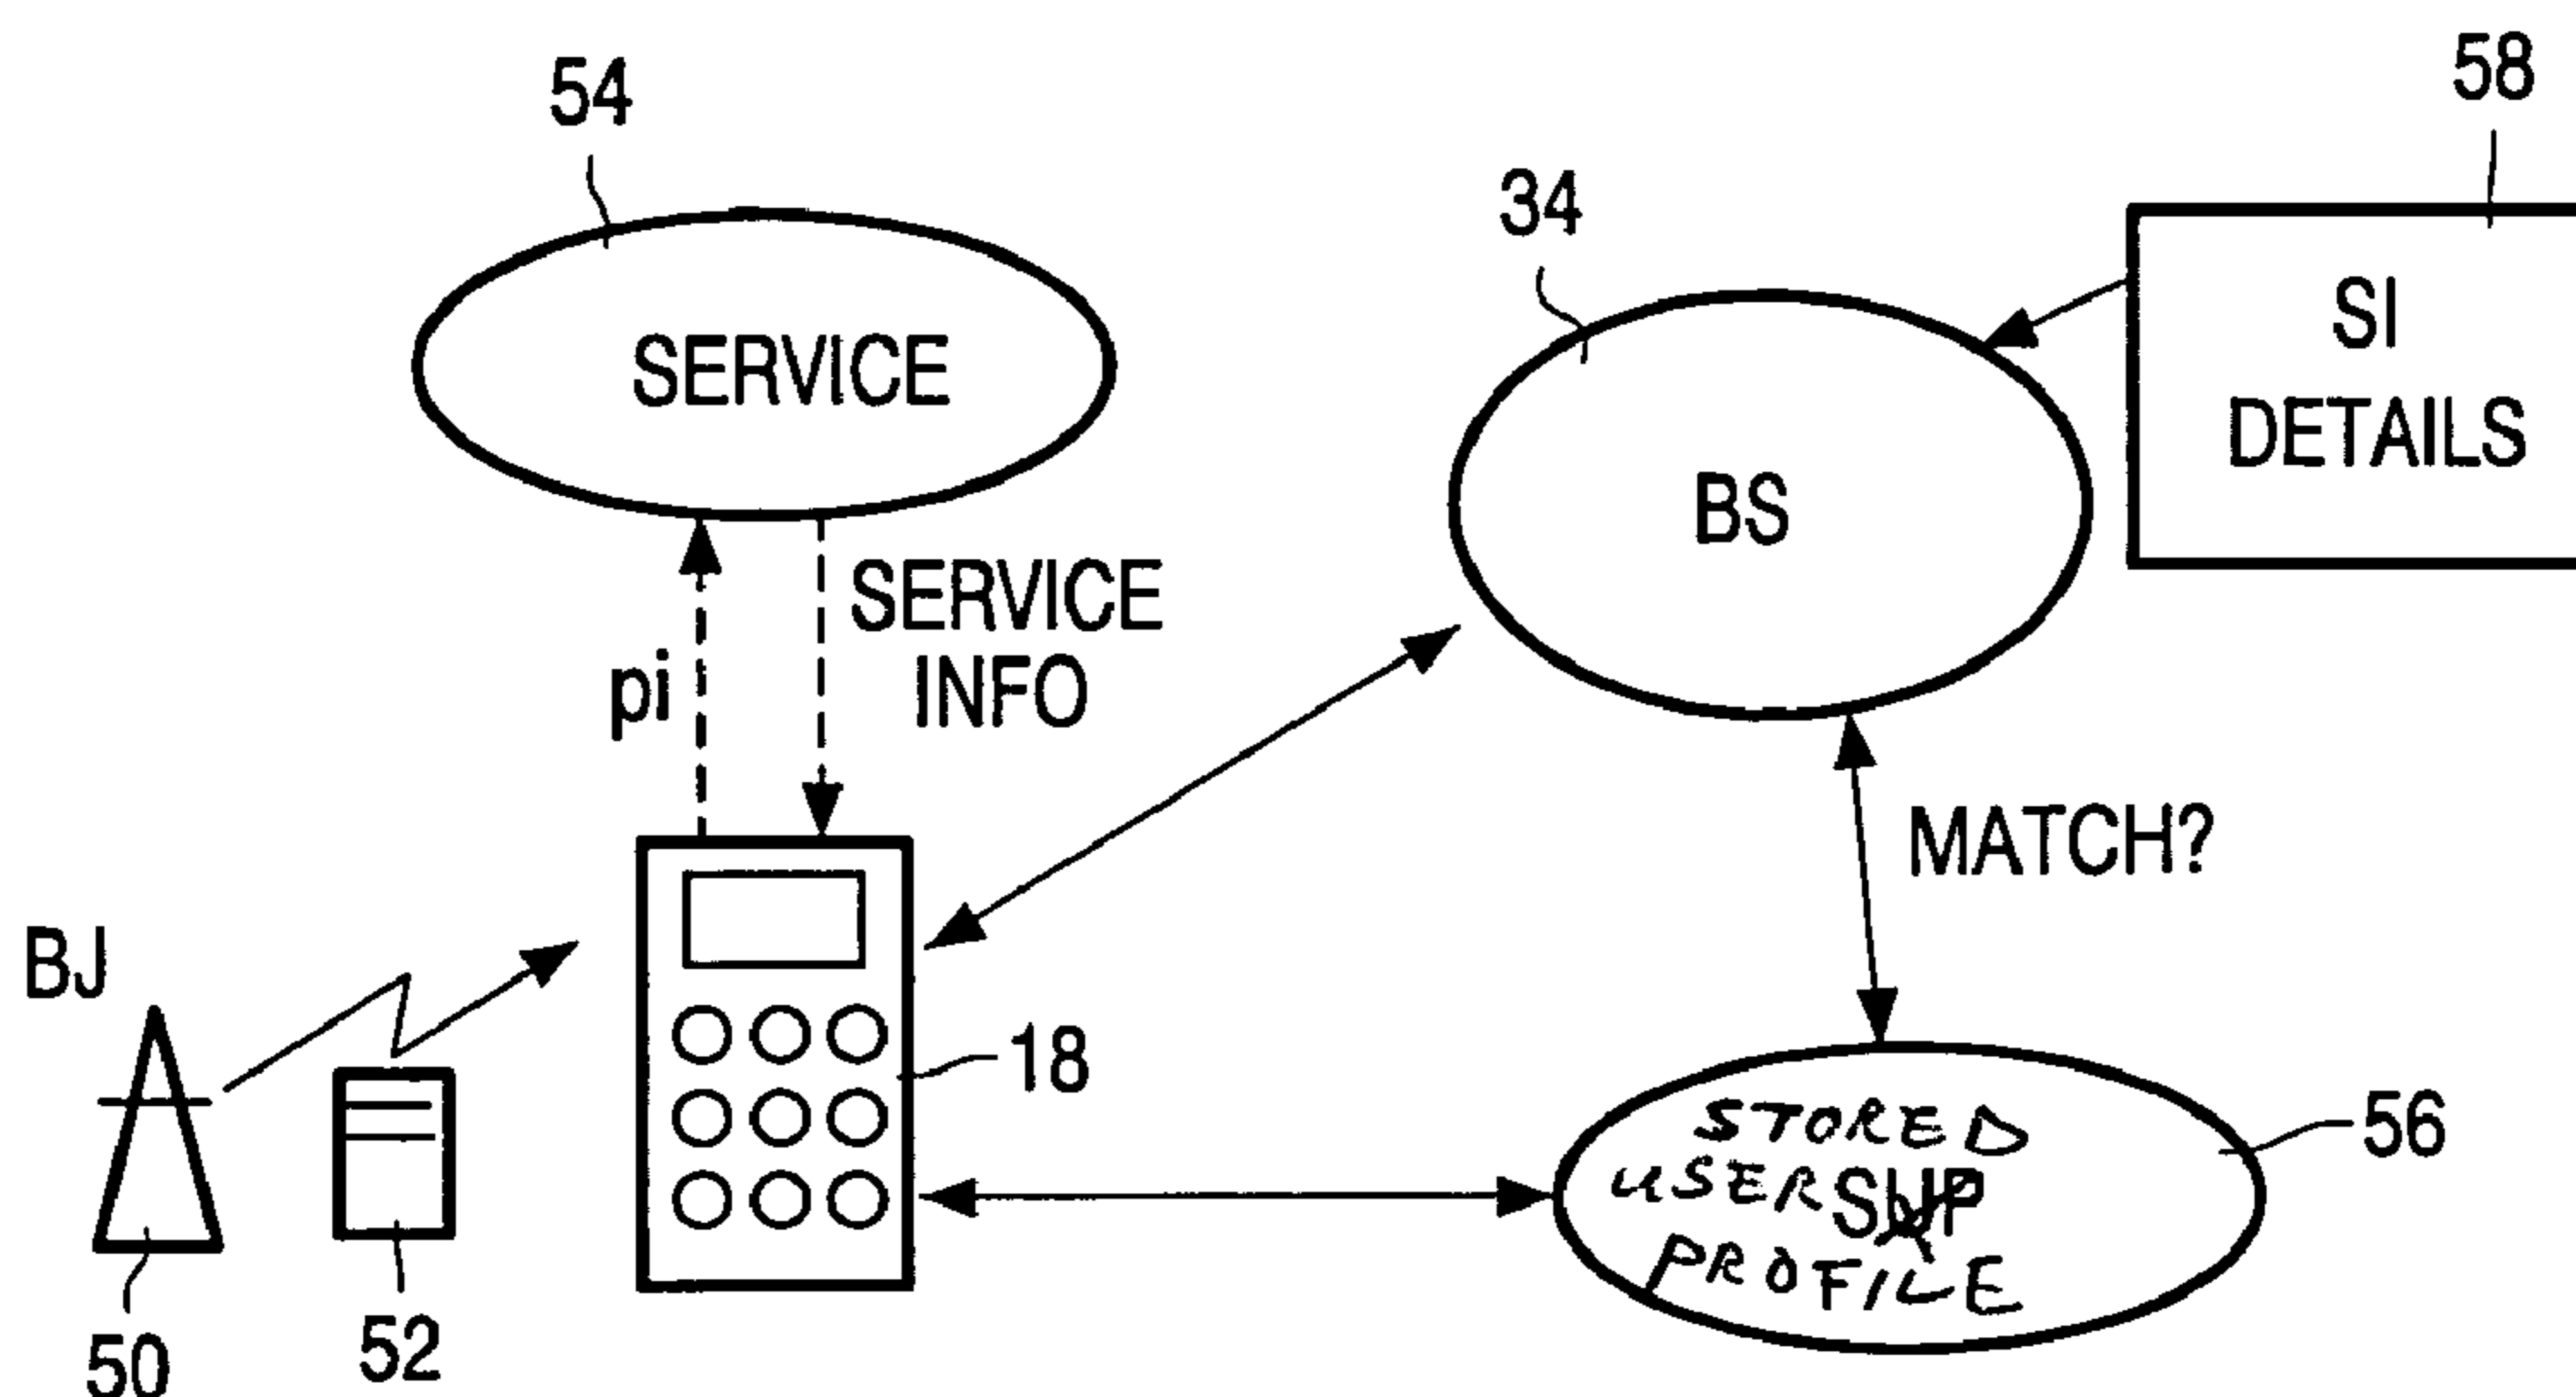 54
58
34
SERVICE
SI
DETAILS
BS
SERVICE
INFO
pi
MATCH?
BJ
18
STORED
USER SUP
PROFILE
56
50
52